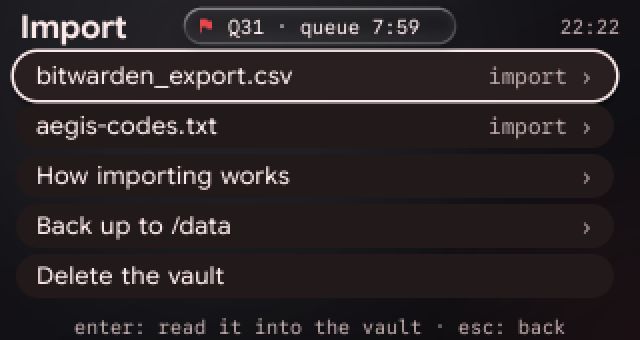 Import
Q31 · queue 7:59
22:22
bitwarden_export.csv import ›
aegis-codes.txt import ›
How importing works ›
Back up to /data ›
Delete the vault
enter: read it into the vault · esc: back